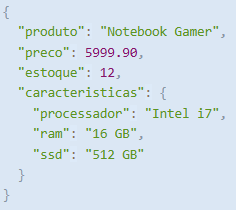 {
  "produto": "Notebook Gamer",
  "preco": 5999.90,
  "estoque": 12,
  "caracteristicas": {
    "processador": "Intel i7",
    "ram": "16 GB",
    "ssd": "512 GB"
  }
}